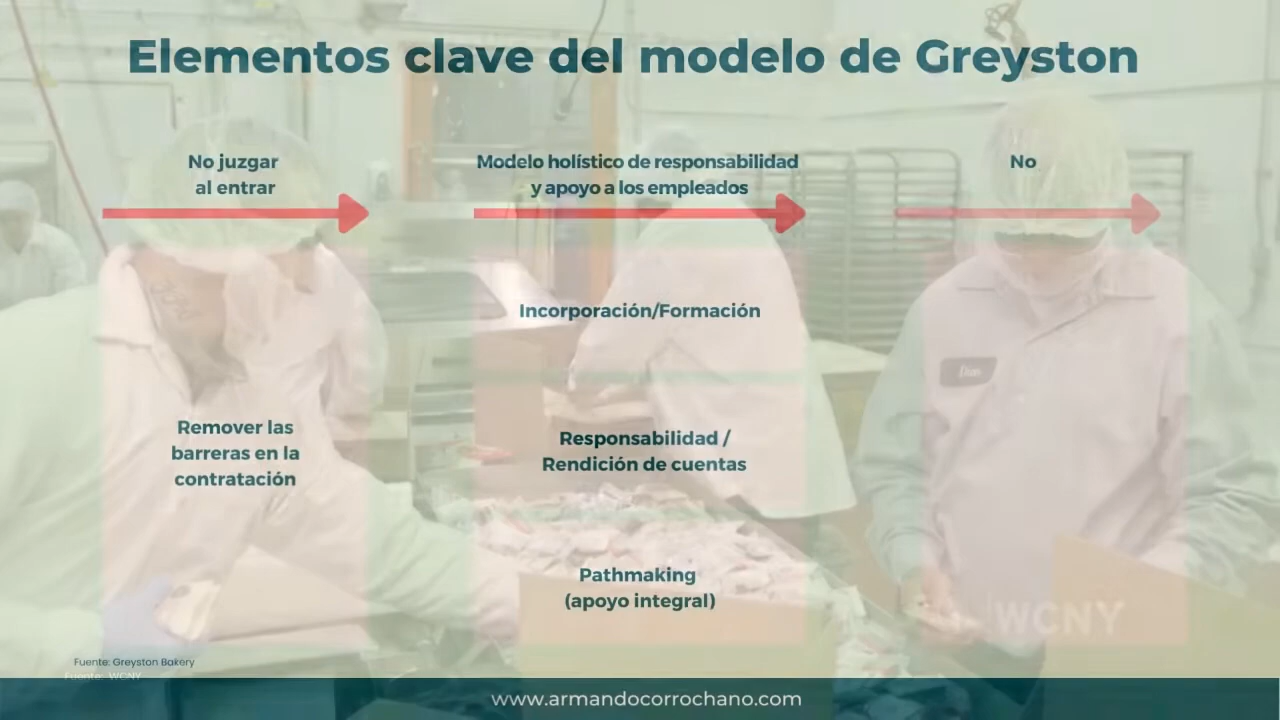 Elementos clave del modelo de Greyston
No juzgar
al entrar
Modelo holístico de responsabilidad
y apoyo a los empleados
No
Incorporación/Formación
Remover las
barreras en la
contratación
Responsabilidad /
Rendición de cuentas
Pathmaking
(apoyo integral)
WCNY
Fuente: Greyston Bakery
Fuente: WCNY
www.armandocorrochano.com